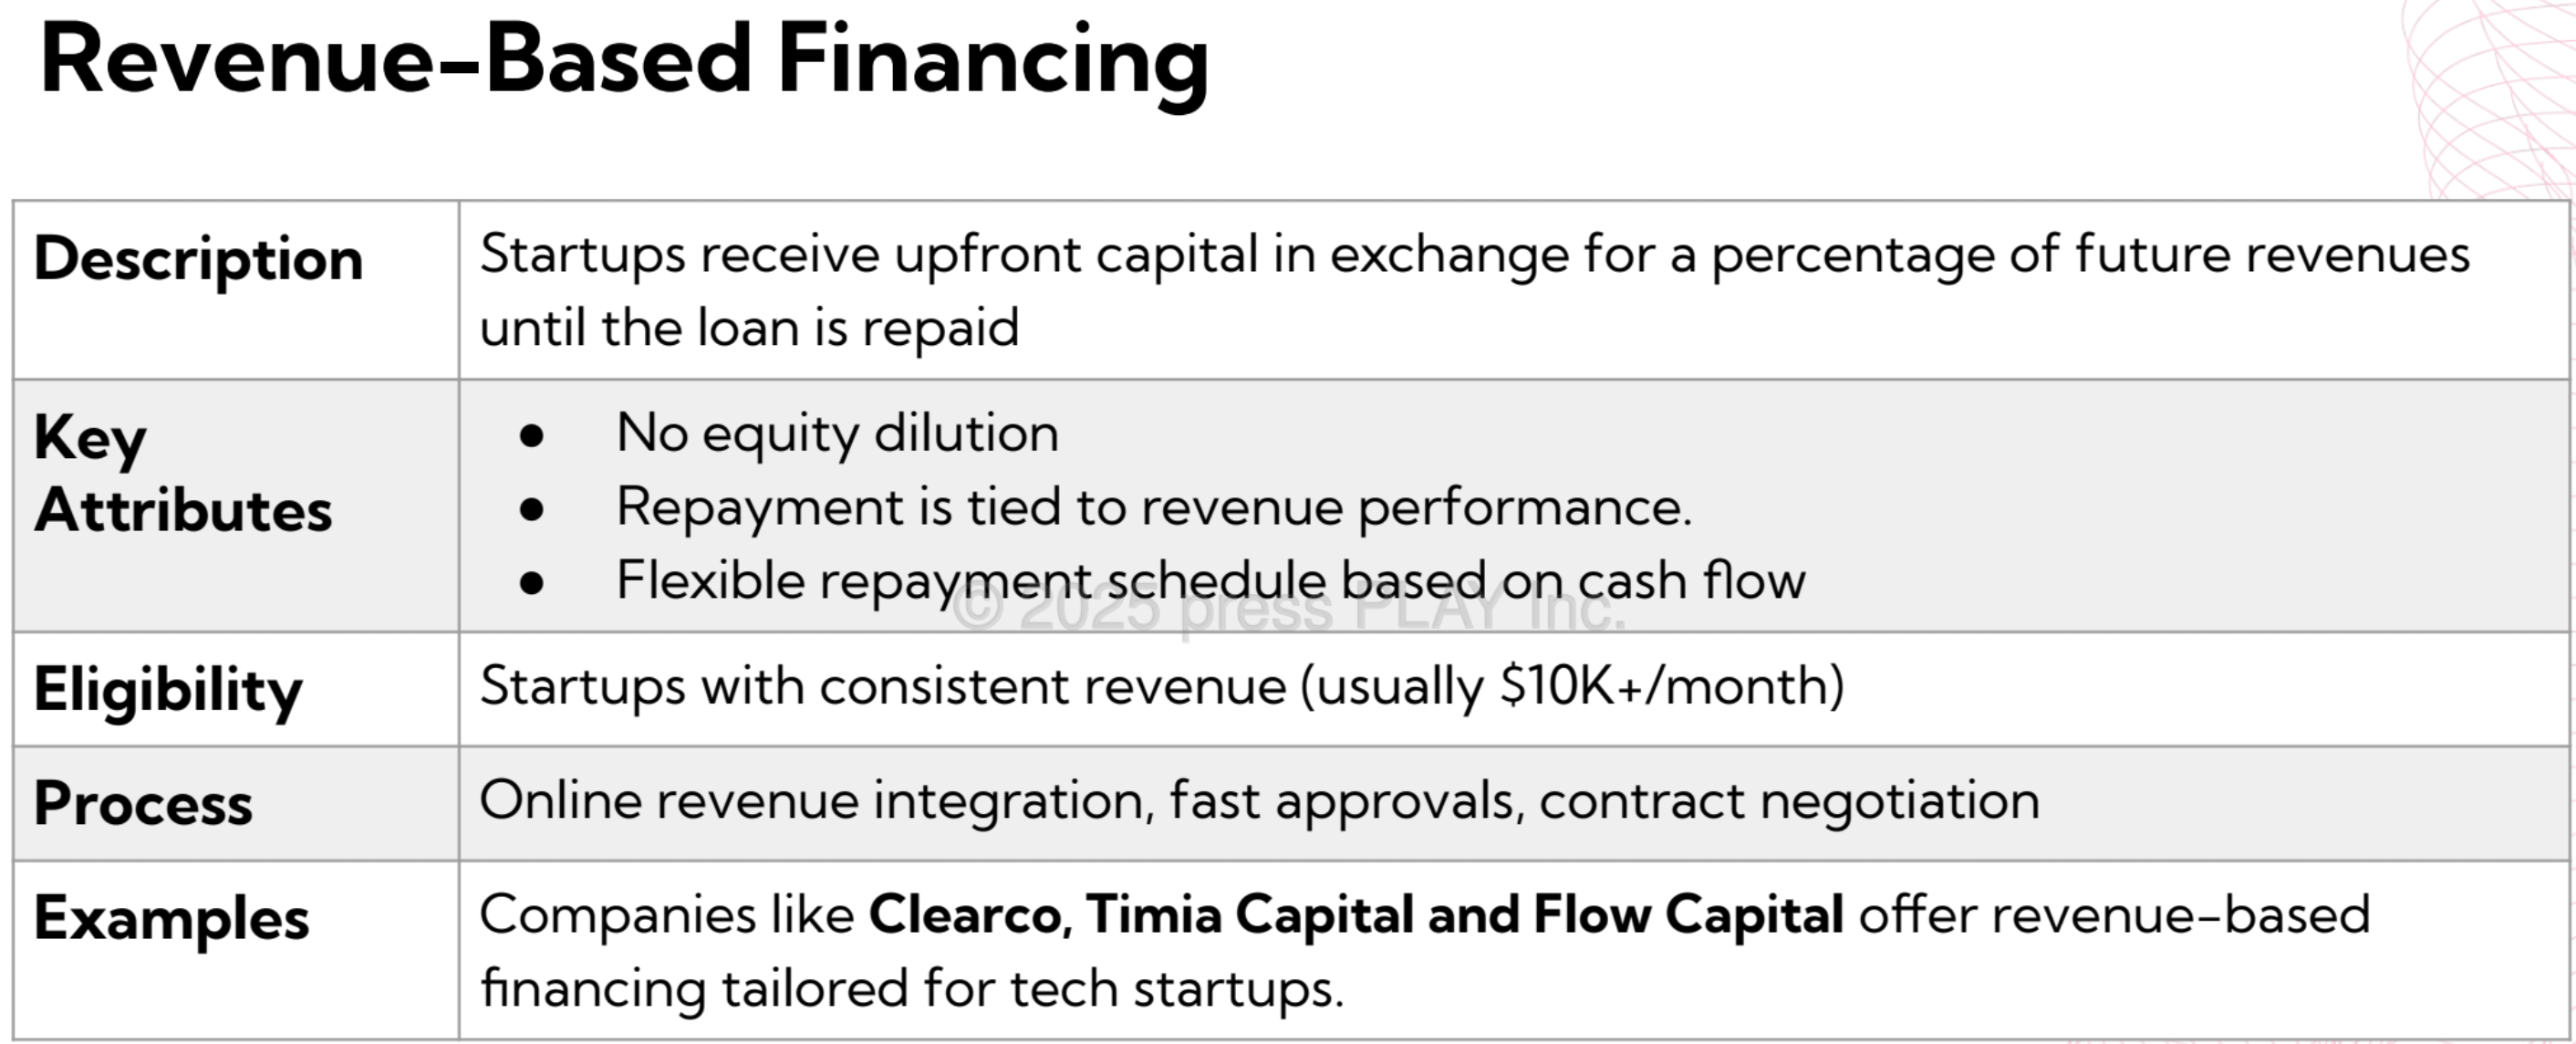 Revenue-Based Financing
Description
Startups receive upfront capital in exchange for a percentage of future revenues
until the loan is repaid
Key
Attributes
● No equity dilution
● Repayment is tied to revenue performance.
● Flexible repayment schedule based on cash flow
© 2025 press PLAY Inc.
Eligibility
Startups with consistent revenue (usually $10K+/month)
Process
Online revenue integration, fast approvals, contract negotiation
Examples
Companies like Clearco, Timia Capital and Flow Capital offer revenue-based
financing tailored for tech startups.